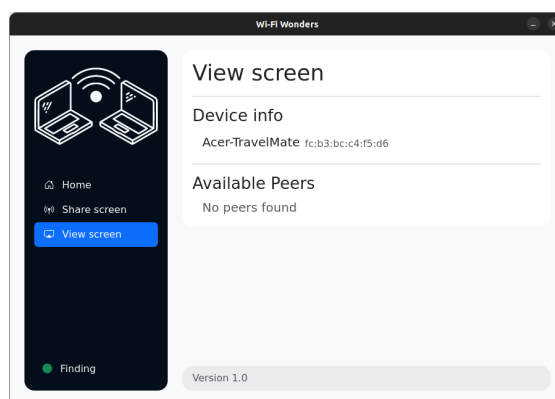 Wi-Fi Wonders
View screen
Device info
Acer-TravelMate fc:b3:bc:c4:f5:d6
Available Peers
No peers found
Home
Share screen
View screen
Finding
Version 1.0